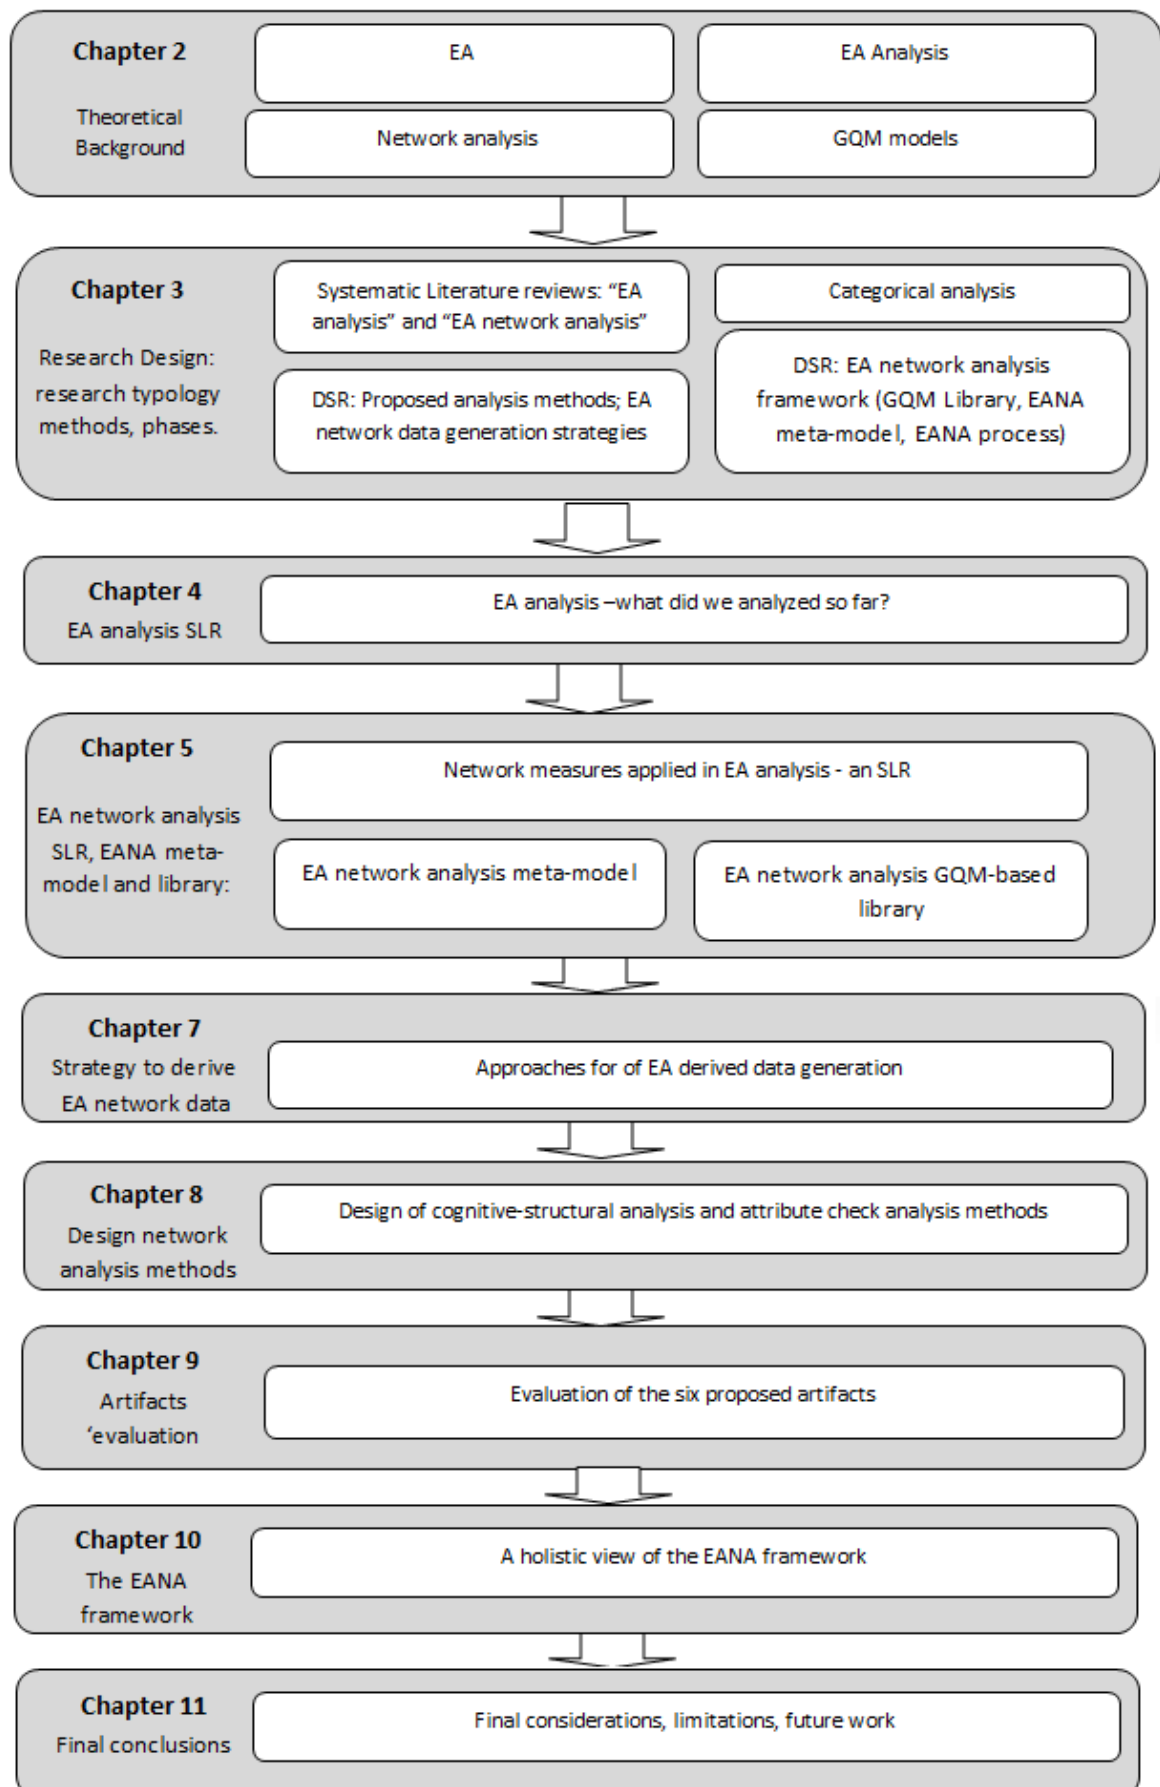 Chapter 2
Theoretical
Background
EA
EA Analysis
Network analysis
GQM models
Chapter 3
Research Design:
research typology
methods, phases.
Systematic Literature reviews: “EA
analysis” and “EA network analysis”
Categorical analysis
DSR: Proposed analysis methods; EA
network data generation strategies
DSR: EA network analysis
framework (GQM Library, EANA
meta-model, EANA process)
Chapter 4
EA analysis SLR
EA analysis –what did we analyzed so far?
Chapter 5
EA network analysis
SLR, EANA meta-
model and library:
Network measures applied in EA analysis - an SLR
EA network analysis meta-model
EA network analysis GQM-based
library
Chapter 7
Strategy to derive
EA network data
Approaches for of EA derived data generation
Chapter 8
Design network
analysis methods
Design of cognitive-structural analysis and attribute check analysis methods
Chapter 9
Artifacts
‘evaluation
Evaluation of the six proposed artifacts
Chapter 10
The EANA
framework
A holistic view of the EANA framework
Chapter 11
Final conclusions
Final considerations, limitations, future work